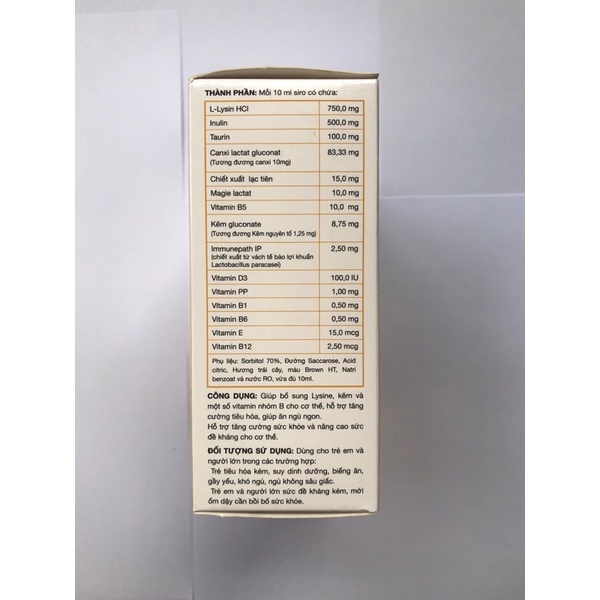 THÀNH PHẦN: Mỗi 10 ml siro có chứa:
L-Lysin HCl 750,0 mg
Inulin 500,0 mg
Taurin 100,0 mg
Canxi lactat gluconat 83,33 mg
(Tương đương canxi 10mg)
Chiết xuất lạc tiên 15,0 mg
Magie lactat 10,0 mg
Vitamin B5 10,0 mg
Kẽm gluconate 8,75 mg
(Tương đương Kẽm nguyên tố 1,25 mg)
Immunepath IP 2,50 mg
(chiết xuất từ vách tế bào lợi khuẩn
Lactobacillus paracasei)
Vitamin D3 100,0 IU
Vitamin PP 1,00 mg
Vitamin B1 0,50 mg
Vitamin B6 0,50 mg
Vitamin E 15,0 mcg
Vitamin B12 2,50 mcg
Phụ liệu: Sorbitol 70%, Đường Saccarose, Acid
citric, Hương trái cây, màu Brown HT, Natri
benzoat và nước RO, vừa đủ 10ml.
CÔNG DỤNG: Giúp bổ sung Lysine, kẽm và
một số vitamin nhóm B cho cơ thể, hỗ trợ tăng
cường tiêu hóa, giúp ăn ngủ ngon.
Hỗ trợ tăng cường sức khỏe và nâng cao sức
đề kháng cho cơ thể.
ĐỐI TƯỢNG SỬ DỤNG: Dùng cho trẻ em và
người lớn trong các trường hợp:
Trẻ tiêu hóa kém, suy dinh dưỡng, biếng ăn,
gầy yếu, khó ngủ, ngủ không sâu giấc.
Trẻ em và người lớn sức đề kháng kém, mới
ốm dậy cần bồi bổ sức khỏe.